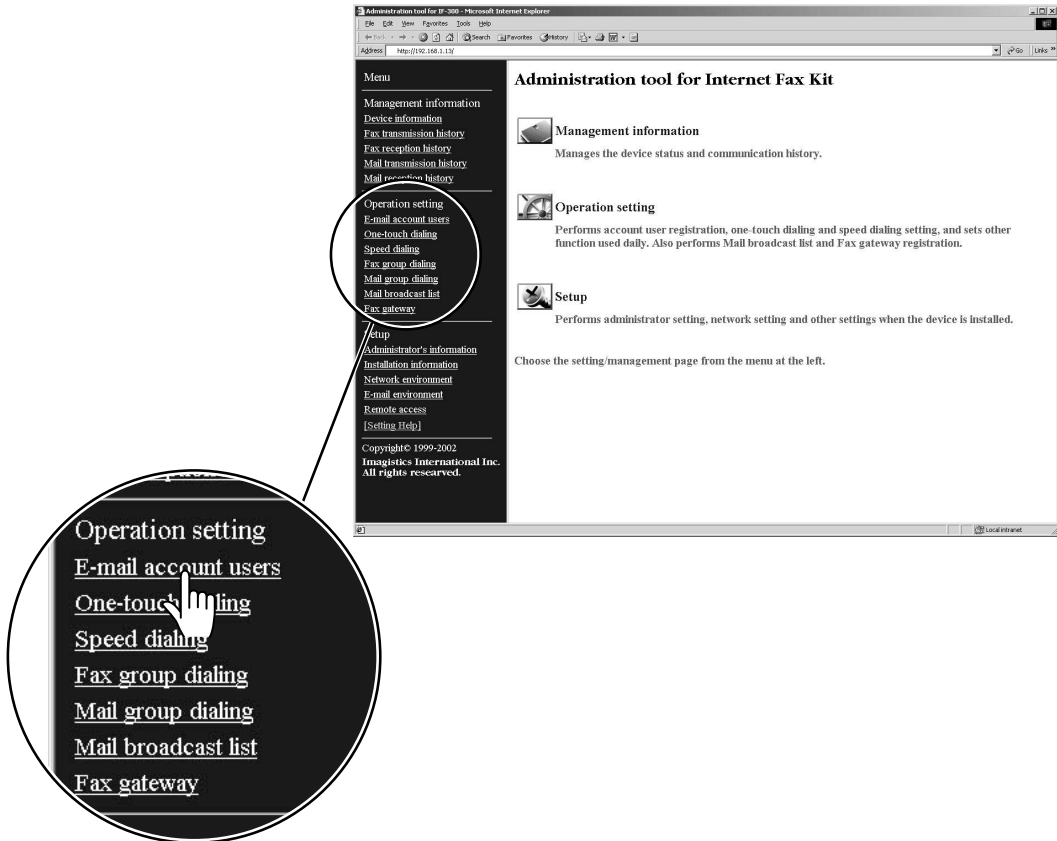 Administration tool for IF-300 - Microsoft Internet Explorer
File Edit View Favorites Tools Help
Back Search Favorites History
Address http://192.168.1.13/ Go Links »
Menu
Management information
Device information
Fax transmission history
Fax reception history
Mail transmission history
Mail reception history
Operation setting
E-mail account users
One-touch dialing
Speed dialing
Fax group dialing
Mail group dialing
Mail broadcast list
Fax gateway
Setup
Administrator's information
Installation information
Network environment
E-mail environment
Remote access
[Setting Help]
Copyright© 1999-2002
Imagistics International Inc.
All rights researved.
Administration tool for Internet Fax Kit
Management information
Manages the device status and communication history.
Operation setting
Performs account user registration, one-touch dialing and speed dialing setting, and sets other
function used daily. Also performs Mail broadcast list and Fax gateway registration.
Setup
Performs administrator setting, network setting and other settings when the device is installed.
Choose the setting/management page from the menu at the left.
Local intranet
Operation setting
E-mail account users
One-touch dialing
Speed dialing
Fax group dialing
Mail group dialing
Mail broadcast list
Fax gateway